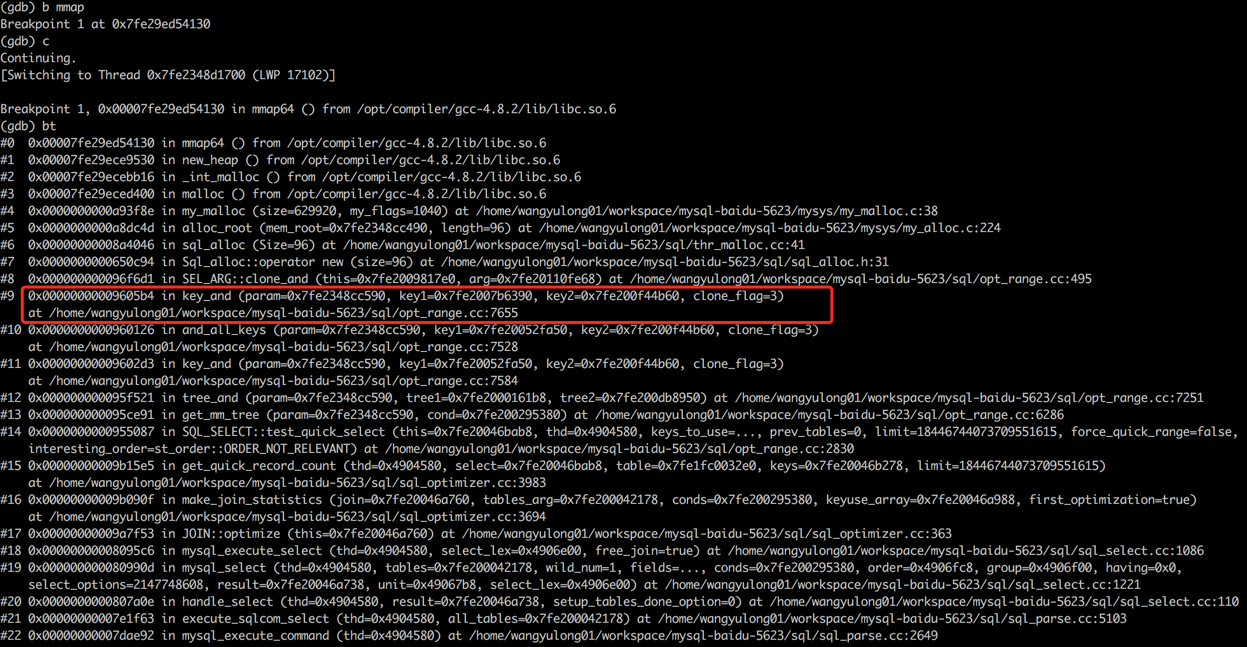 (gdb) b mmap
Breakpoint 1 at 0x7fe29ed54130
(gdb) c
Continuing.
[Switching to Thread 0x7fe2348d1700 (LWP 17102)]
Breakpoint 1, 0x00007fe29ed54130 in mmap64 () from /opt/compiler/gcc-4.8.2/lib/libc.so.6
(gdb) bt
#0  0x00007fe29ed54130 in mmap64 () from /opt/compiler/gcc-4.8.2/lib/libc.so.6
#1  0x00007fe29ece9530 in new_heap () from /opt/compiler/gcc-4.8.2/lib/libc.so.6
#2  0x00007fe29ecebb16 in _int_malloc () from /opt/compiler/gcc-4.8.2/lib/libc.so.6
#3  0x00007fe29eced400 in malloc () from /opt/compiler/gcc-4.8.2/lib/libc.so.6
#4  0x0000000000a93f8e in my_malloc (size=629920, my_flags=1040) at /home/wangyulong01/workspace/mysql-baidu-5623/mysys/my_malloc.c:38
#5  0x0000000000a8dc4d in alloc_root (mem_root=0x7fe2348cc490, length=96) at /home/wangyulong01/workspace/mysql-baidu-5623/mysys/my_alloc.c:224
#6  0x00000000008a4046 in sql_alloc (Size=96) at /home/wangyulong01/workspace/mysql-baidu-5623/sql/thr_malloc.cc:41
#7  0x0000000000650c94 in Sql_alloc::operator new (size=96) at /home/wangyulong01/workspace/mysql-baidu-5623/sql/sql_alloc.h:31
#8  0x000000000096f6d1 in SEL_ARG::clone_and (this=0x7fe2009817e0, arg=0x7fe20110fe68) at /home/wangyulong01/workspace/mysql-baidu-5623/sql/opt_range.cc:495
#9  0x00000000009605b4 in key_and (param=0x7fe2348cc590, key1=0x7fe2007b6390, key2=0x7fe200f44b60, clone_flag=3)
at /home/wangyulong01/workspace/mysql-baidu-5623/sql/opt_range.cc:7655
#10 0x0000000000960126 in and_all_keys (param=0x7fe2348cc590, key1=0x7fe20052fa50, key2=0x7fe200f44b60, clone_flag=3)
at /home/wangyulong01/workspace/mysql-baidu-5623/sql/opt_range.cc:7528
#11 0x00000000009602d3 in key_and (param=0x7fe2348cc590, key1=0x7fe20052fa50, key2=0x7fe200f44b60, clone_flag=3)
at /home/wangyulong01/workspace/mysql-baidu-5623/sql/opt_range.cc:7584
#12 0x000000000095f521 in tree_and (param=0x7fe2348cc590, tree1=0x7fe2000161b8, tree2=0x7fe200db8950) at /home/wangyulong01/workspace/mysql-baidu-5623/sql/opt_range.cc:7251
#13 0x000000000095ce91 in get_mm_tree (param=0x7fe2348cc590, cond=0x7fe200295380) at /home/wangyulong01/workspace/mysql-baidu-5623/sql/opt_range.cc:6286
#14 0x0000000000955087 in SQL_SELECT::test_quick_select (this=0x7fe20046bab8, thd=0x4904580, keys_to_use=..., prev_tables=0, limit=18446744073709551615, force_quick_range=false,
interesting_order=st_order::ORDER_NOT_RELEVANT) at /home/wangyulong01/workspace/mysql-baidu-5623/sql/opt_range.cc:2830
#15 0x00000000009b15e5 in get_quick_record_count (thd=0x4904580, select=0x7fe20046bab8, table=0x7fe1fc0032e0, keys=0x7fe20046b278, limit=18446744073709551615)
at /home/wangyulong01/workspace/mysql-baidu-5623/sql/sql_optimizer.cc:3983
#16 0x00000000009b090f in make_join_statistics (join=0x7fe20046a760, tables_arg=0x7fe200042178, conds=0x7fe200295380, keyuse_array=0x7fe20046a988, first_optimization=true)
at /home/wangyulong01/workspace/mysql-baidu-5623/sql/sql_optimizer.cc:3694
#17 0x00000000009a7f53 in JOIN::optimize (this=0x7fe20046a760) at /home/wangyulong01/workspace/mysql-baidu-5623/sql/sql_optimizer.cc:363
#18 0x00000000008095c6 in mysql_execute_select (thd=0x4904580, select_lex=0x4906e00, free_join=true) at /home/wangyulong01/workspace/mysql-baidu-5623/sql/sql_select.cc:1086
#19 0x000000000080990d in mysql_select (thd=0x4904580, tables=0x7fe200042178, wild_num=1, fields=..., conds=0x7fe200295380, order=0x4906fc8, group=0x4906f00, having=0x0,
select_options=2147748608, result=0x7fe20046a738, unit=0x49067b8, select_lex=0x4906e00) at /home/wangyulong01/workspace/mysql-baidu-5623/sql/sql_select.cc:1221
#20 0x0000000000807a0e in handle_select (thd=0x4904580, result=0x7fe20046a738, setup_tables_done_option=0) at /home/wangyulong01/workspace/mysql-baidu-5623/sql/sql_select.cc:110
#21 0x00000000007e1f63 in execute_sqlcom_select (thd=0x4904580, all_tables=0x7fe200042178) at /home/wangyulong01/workspace/mysql-baidu-5623/sql/sql_parse.cc:5103
#22 0x00000000007dae92 in mysql_execute_command (thd=0x4904580) at /home/wangyulong01/workspace/mysql-baidu-5623/sql/sql_parse.cc:2649